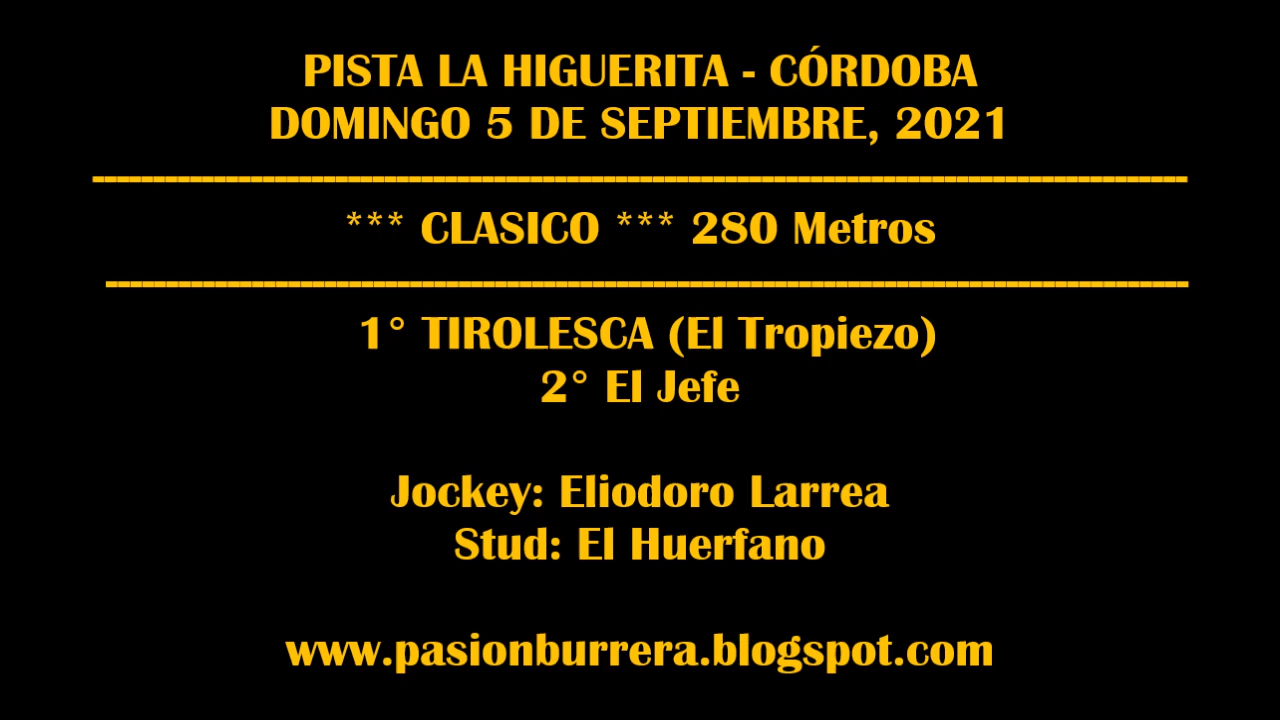 PISTA LA HIGUERITA - CÓRDOBA
DOMINGO 5 DE SEPTIEMBRE, 2021
*** CLASICO *** 280 Metros
1° TIROLESCA (El Tropiezo)
2° El Jefe
Jockey: Eliodoro Larrea
Stud: El Huerfano
www.pasionburrera.blogspot.com